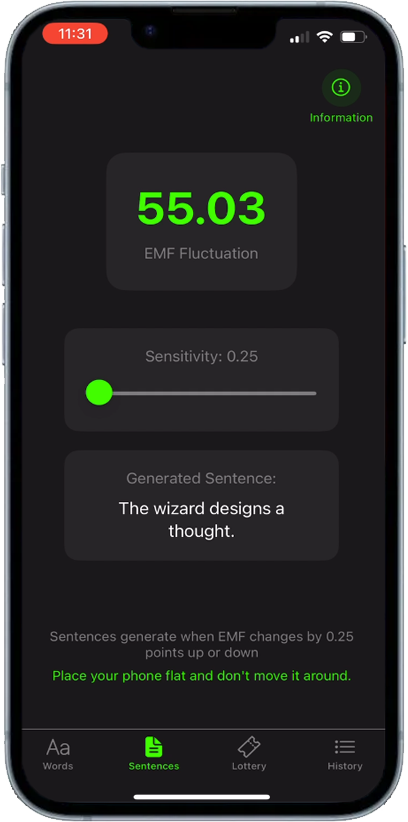 11:31
Information
55.03
EMF Fluctuation
Sensitivity: 0.25
Generated Sentence:
The wizard designs a
thought.
Sentences generate when EMF changes by 0.25
points up or down
Place your phone flat and don't move it around.
Aa
Words
Sentences
Lottery
History